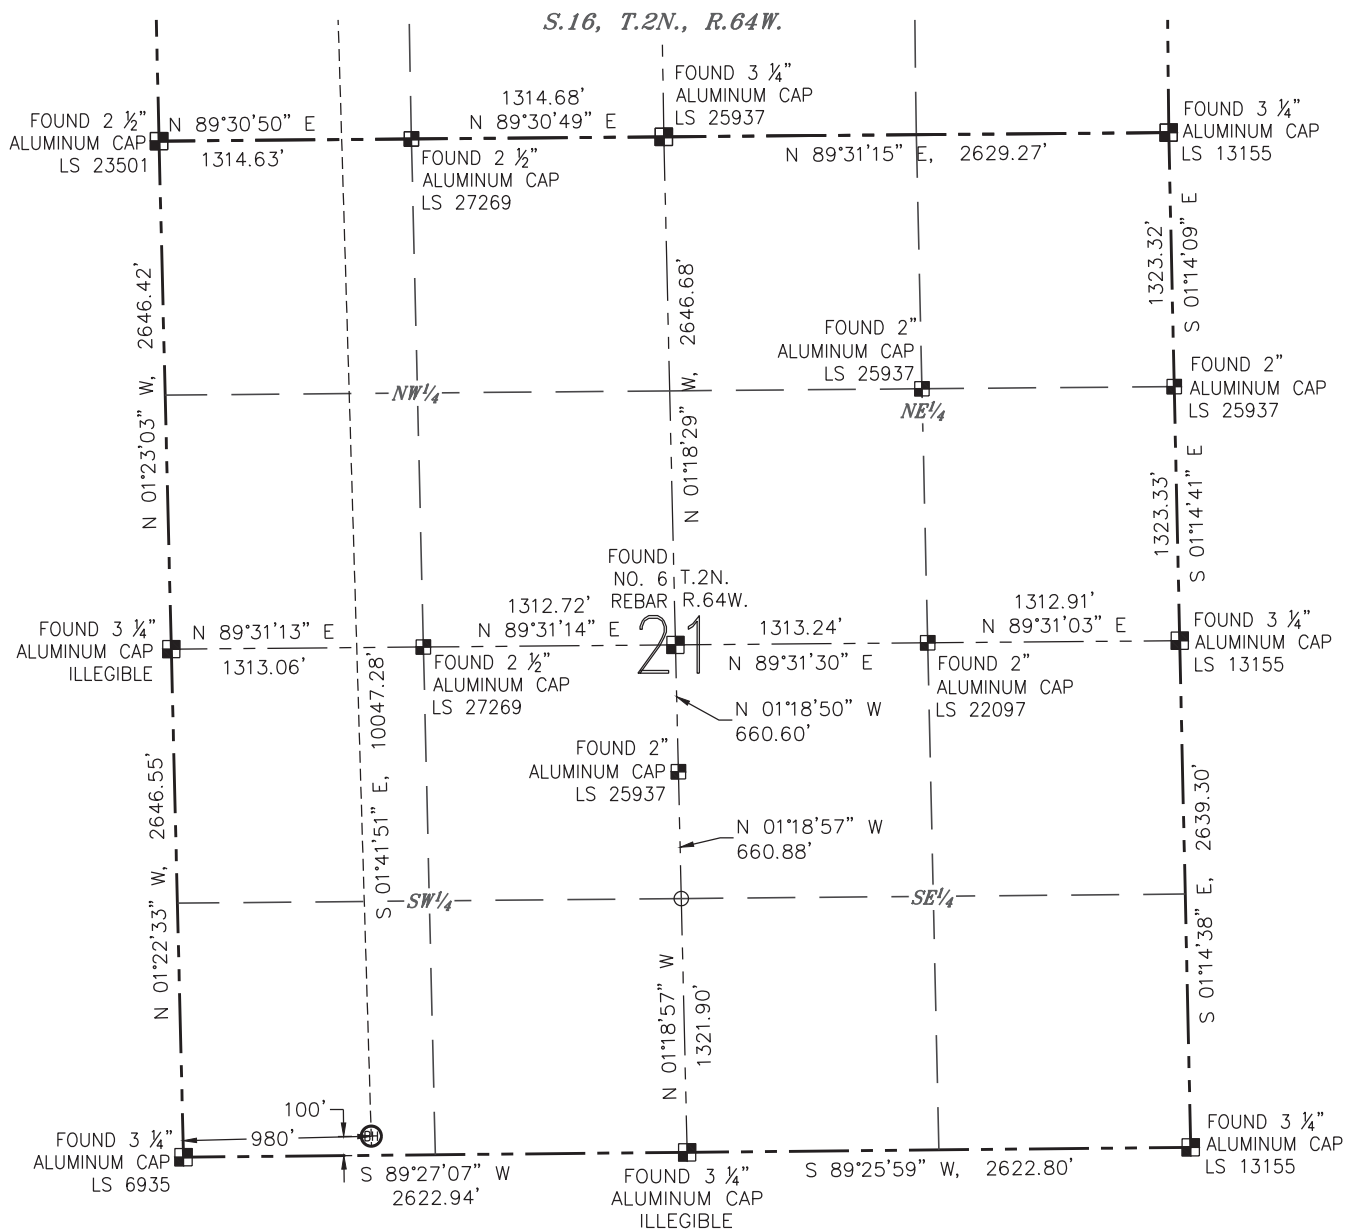 S.16, T.2N., R.64W.
FOUND 2 ½"
ALUMINUM CAP
LS 23501
N 89°30'50" E
1314.63'
1314.68'
N 89°30'49" E
FOUND 2 ½"
ALUMINUM CAP
LS 27269
FOUND 3 ¼"
ALUMINUM CAP
LS 25937
N 89°31'15" E, 2629.27'
FOUND 3 ¼"
ALUMINUM CAP
LS 13155
N 01°23'03" W, 2646.42'
N 01°18'29" W, 2646.68'
1323.32'
S 01°14'09" E
FOUND 2"
ALUMINUM CAP
LS 25937
FOUND 2"
ALUMINUM CAP
LS 25937
NW¼
NE¼
1323.33'
S 01°14'41" E
FOUND
NO. 6
REBAR
T.2N.
R.64W.
21
FOUND 3 ¼"
ALUMINUM CAP
ILLEGIBLE
N 89°31'13" E
1313.06'
1312.72'
N 89°31'14" E
1313.24'
N 89°31'30" E
1312.91'
N 89°31'03" E
FOUND 3 ¼"
ALUMINUM CAP
LS 13155
FOUND 2 ½"
ALUMINUM CAP
LS 27269
FOUND 2"
ALUMINUM CAP
LS 22097
N 01°18'50" W
660.60'
FOUND 2"
ALUMINUM CAP
LS 25937
N 01°18'57" W
660.88'
N 01°22'33" W, 2646.55'
S 01°41'51" E, 10047.28'
S 01°14'38" E, 2639.30'
SW¼
SE¼
N 01°18'57" W
1321.90'
100'
980'
BH
FOUND 3 ¼"
ALUMINUM CAP
LS 6935
S 89°27'07" W
2622.94'
FOUND 3 ¼"
ALUMINUM CAP
ILLEGIBLE
S 89°25'59" W, 2622.80'
FOUND 3 ¼"
ALUMINUM CAP
LS 13155